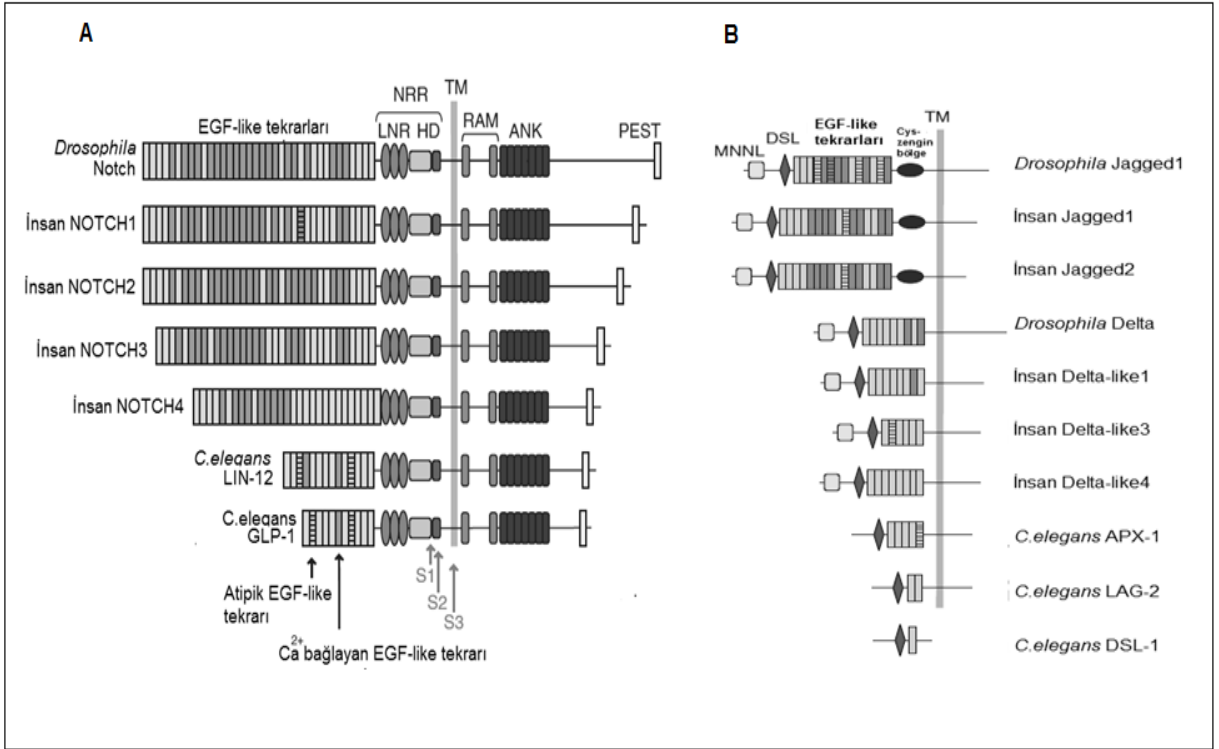 A
NRR
TM
EGF-like tekrarları
LNR HD
RAM
ANK
PEST
Drosophila
Notch
İnsan NOTCH1
İnsan NOTCH2
İnsan NOTCH3
İnsan NOTCH4
C.elegans
LIN-12
C.elegans
GLP-1
S1
S2
S3
Atipik EGF-like
tekrarı
Ca2+ bağlayan EGF-like tekrarı
B
TM
MNNL
DSL
EGF-like
tekrarları
Cys-
zengin
bölge
Drosophila Jagged1
İnsan Jagged1
İnsan Jagged2
Drosophila Delta
İnsan Delta-like1
İnsan Delta-like3
İnsan Delta-like4
C.elegans APX-1
C.elegans LAG-2
C.elegans DSL-1